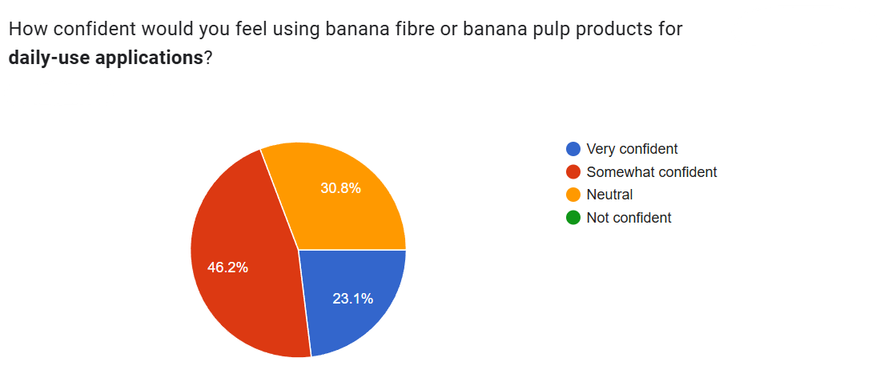 How confident would you feel using banana fibre or banana pulp products for
daily-use applications?
Very confident
Somewhat confident
Neutral
Not confident
30.8%
46.2%
23.1%